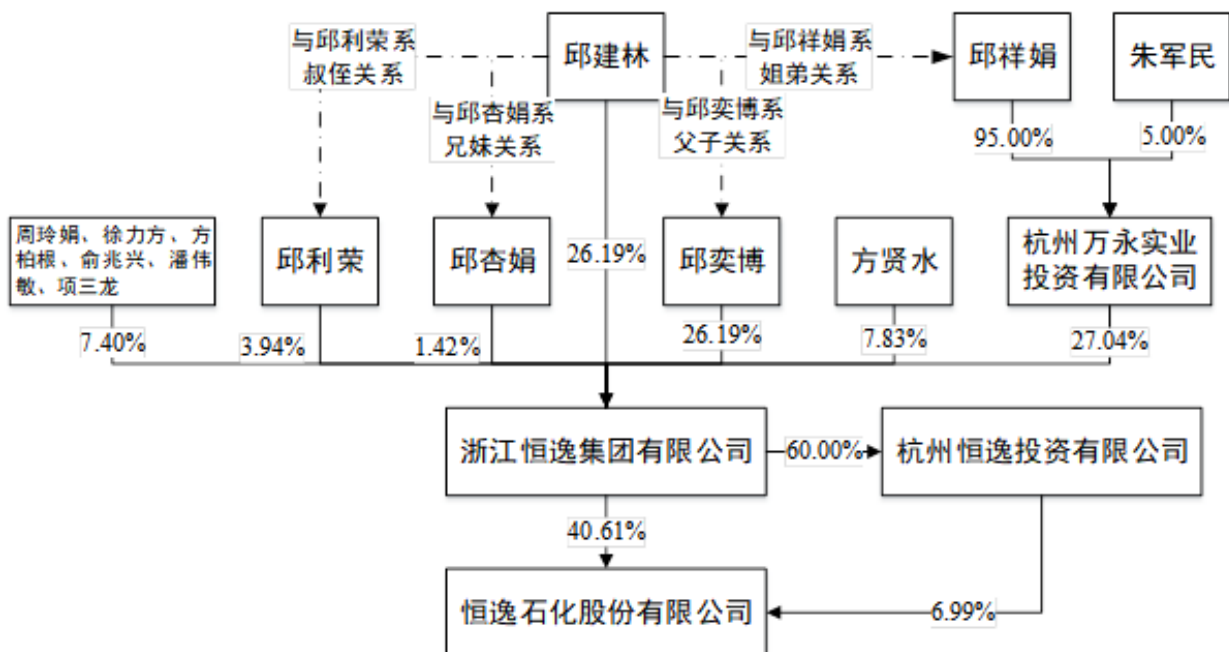 与邱利荣系
叔侄关系
邱建林
与邱祥娟系
姐弟关系
邱祥娟
朱军民
与邱杏娟系
兄妹关系
与邱奕博系
父子关系
95.00%
5.00%
周玲娟、徐力方、方
柏根、俞兆兴、潘伟
敏、项三龙
邱利荣
邱杏娟
26.19%
邱奕博
方贤水
杭州万永实业
投资有限公司
7.40%
3.94%
1.42%
26.19%
7.83%
27.04%
浙江恒逸集团有限公司
60.00%
杭州恒逸投资有限公司
40.61%
恒逸石化股份有限公司
6.99%